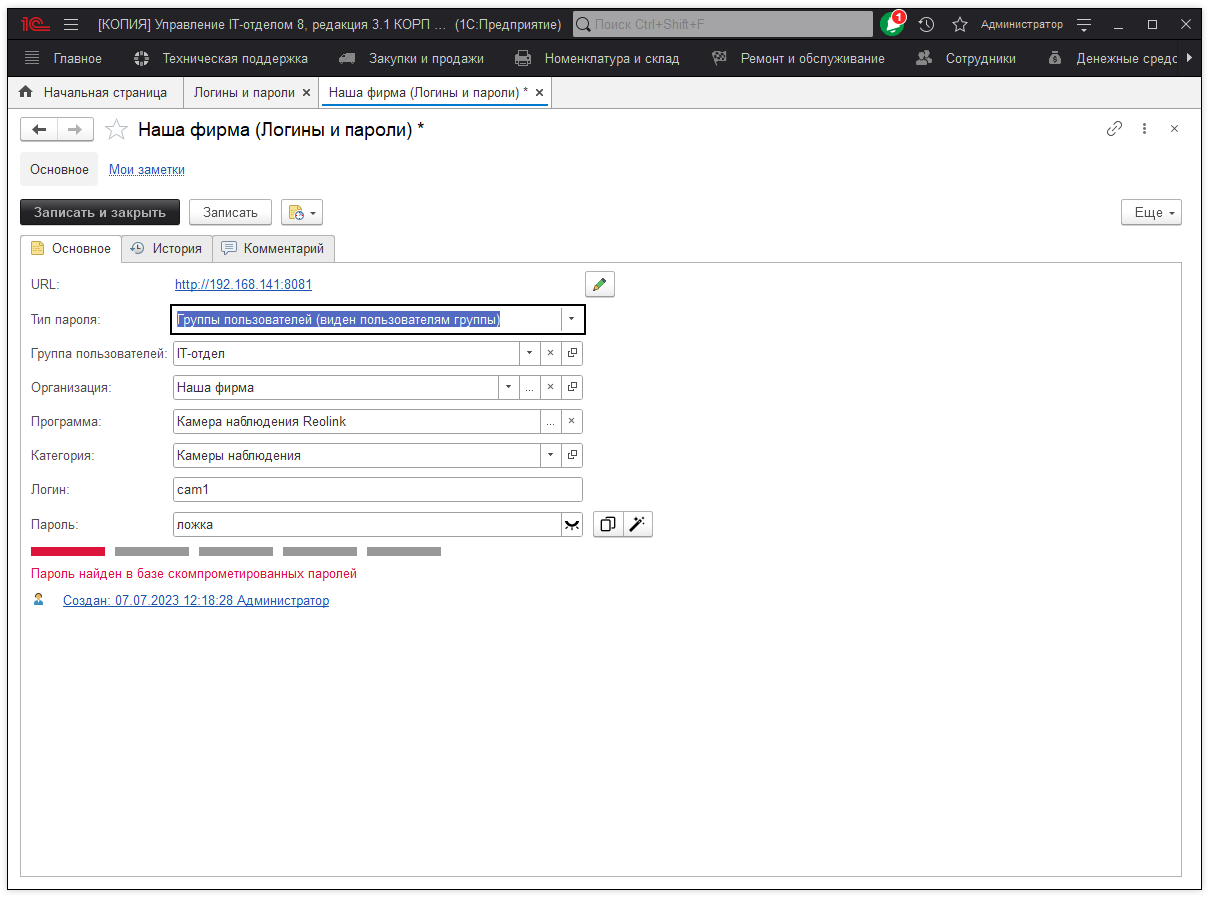 1С [КОПИЯ] Управление IT-отделом 8, редакция 3.1 КОРП ... (1С:Предприятие) Поиск Ctrl+Shift+F 1 Администратор
Главное Техническая поддержка Закупки и продажи Номенклатура и склад Ремонт и обслуживание Сотрудники Денежные средс
Начальная страница Логины и пароли × Наша фирма (Логины и пароли) * ×
Наша фирма (Логины и пароли) *
Основное Мои заметки
Записать и закрыть Записать Еще
Основное История Комментарий
URL: http://192.168.141:8081
Тип пароля: Группы пользователей (виден пользователям группы)
Группа пользователей: IT-отдел
Организация: Наша фирма ...
Программа: Камера наблюдения Reolink ...
Категория: Камеры наблюдения
Логин: cam1
Пароль: ложка
Пароль найден в базе скомпрометированных паролей
Создан: 07.07.2023 12:18:28 Администратор